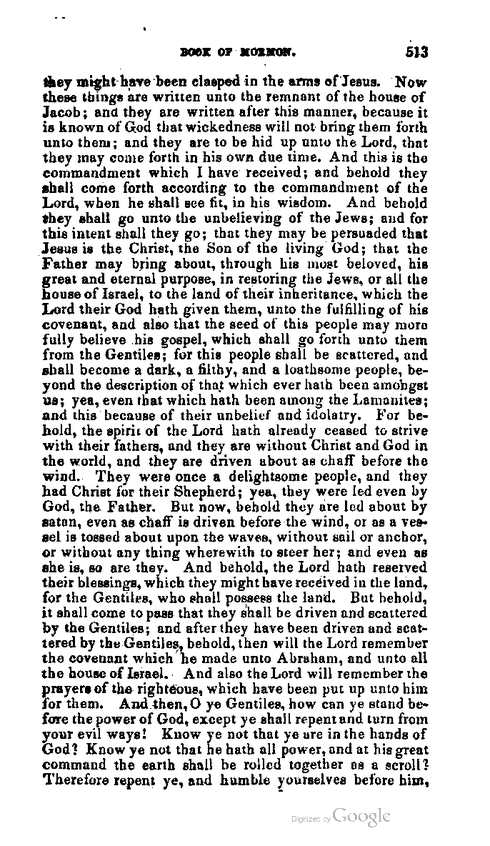 BOOK OF MORMON. 513
they might have been clasped in the arms of Jesus. Now
these things are written unto the remnant of the house of
Jacob; and they are written after this manner, because it
is known of God that wickedness will not bring them forth
unto them; and they are to be hid up unto the Lord, that
they may come forth in his own due time. And this is the
commandment which I have received; and behold they
shall come forth according to the commandment of the
Lord, when he shall see fit, in his wisdom. And behold
they shall go unto the unbelieving of the Jews; and for
this intent shall they go; that they may be persuaded that
Jesus is the Christ, the Son of the living God; that the
Father may bring about, through his most beloved, his
great and eternal purpose, in restoring the Jews, or all the
house of Israel, to the land of their inheritance, which the
Lord their God hath given them, unto the fulfilling of his
covenant, and also that the seed of this people may more
fully believe his gospel, which shall go forth unto them
from the Gentiles; for this people shall be scattered, and
shall become a dark, a filthy, and a loathsome people, be-
yond the description of that which ever hath been amongst
us; yea, even that which hath been among the Lamanites;
and this because of their unbelief and idolatry. For be-
hold, the spirit of the Lord hath already ceased to strive
with their fathers, and they are without Christ and God in
the world, and they are driven about as chaff before the
wind. They were once a delightsome people, and they
had Christ for their Shepherd; yea, they were led even by
God, the Father. But now, behold they are led about by
satan, even as chaff is driven before the wind, or as a ves-
sel is tossed about upon the waves, without sail or anchor,
or without any thing wherewith to steer her; and even as
she is, so are they. And behold, the Lord hath reserved
their blessings, which they might have received in the land,
for the Gentiles, who shall possess the land. But behold,
it shall come to pass that they shall be driven and scattered
by the Gentiles; and after they have been driven and scat-
tered by the Gentiles, behold, then will the Lord remember
the covenant which he made unto Abraham, and unto all
the house of Israel. And also the Lord will remember the
prayers of the righteous, which have been put up unto him
for them. And then, O ye Gentiles, how can ye stand be-
fore the power of God, except ye shall repent and turn from
your evil ways! Know ye not that ye are in the hands of
God? Know ye not that he hath all power, and at his great
command the earth shall be rolled together as a scroll?
Therefore repent ye, and humble yourselves before him,
Digitized by Google